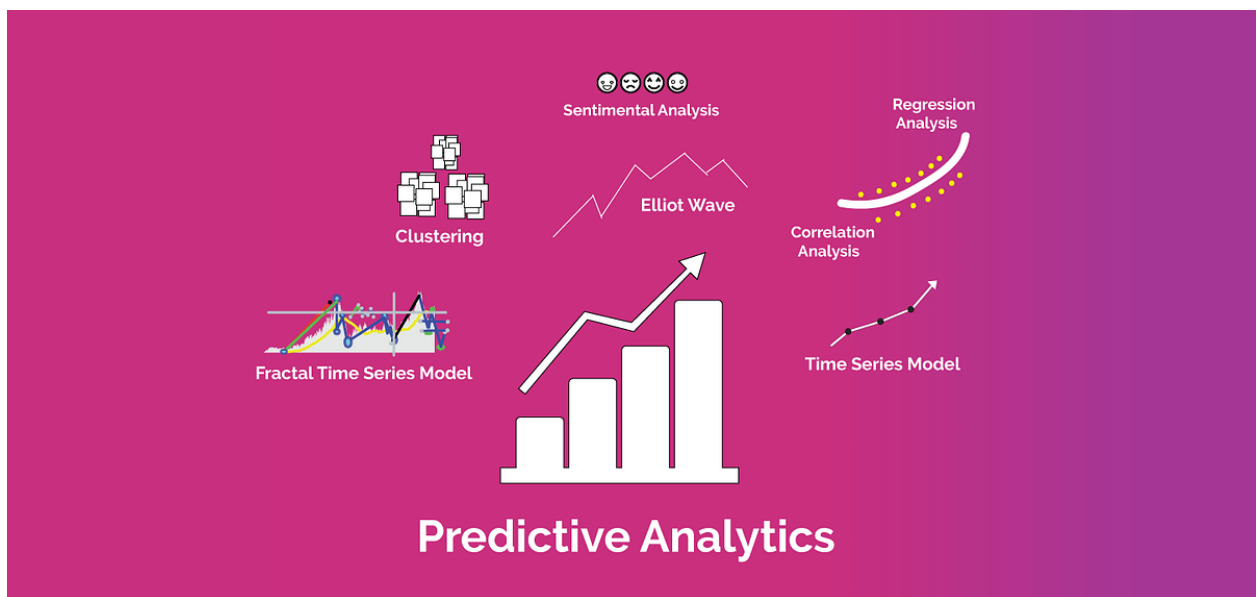 Sentimental Analysis
Regression
Analysis
Elliot Wave
Clustering
Correlation
Analysis
Fractal Time Series Model
Time Series Model
Predictive Analytics